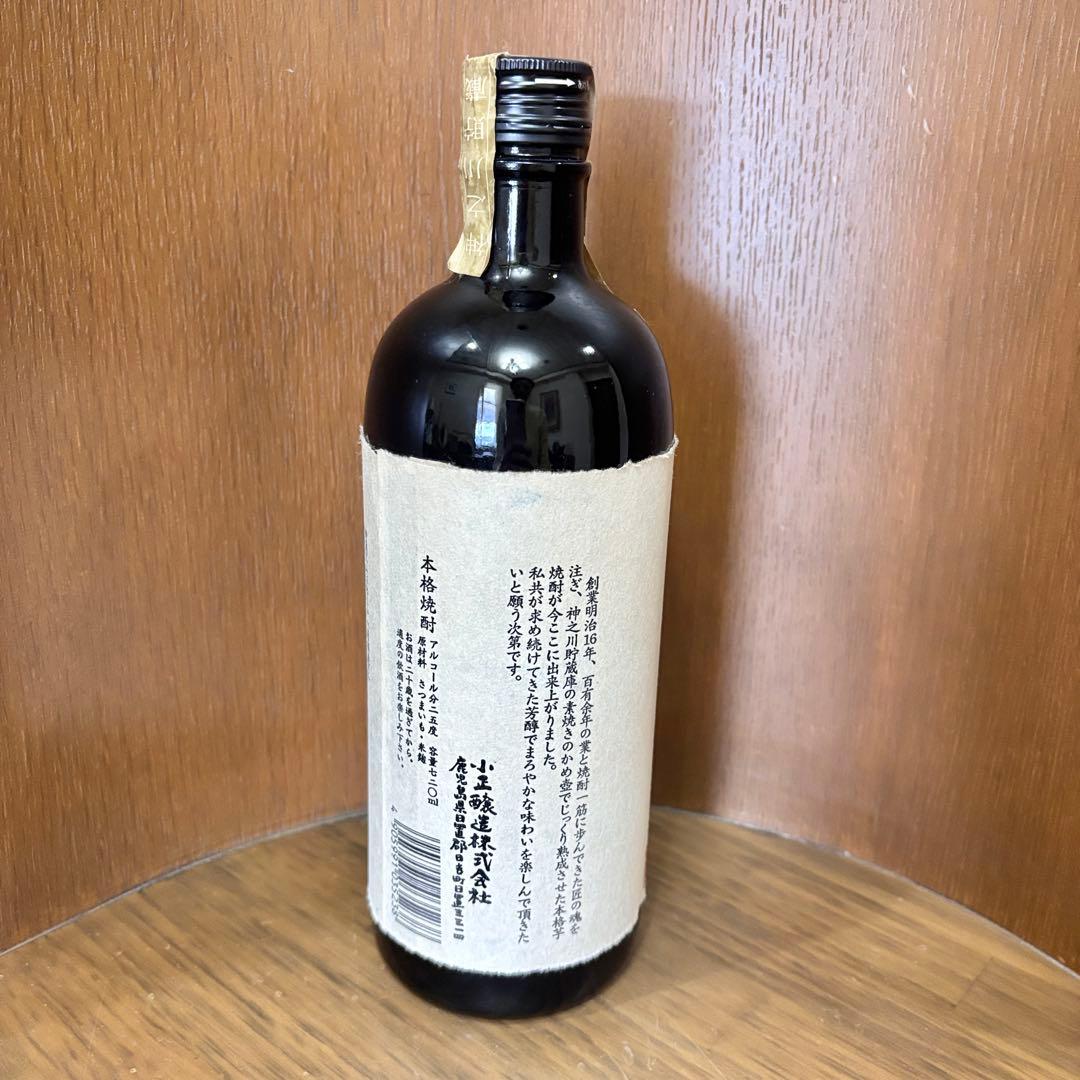 神之川貯蔵
創業明治16年、百有余年の業と焼酎一筋に歩んできた匠の魂を
注ぎ、神之川貯蔵庫の素焼きのかめ壺でじっくり熟成させた本格芋
焼酎が今ここに出来上がりました。
私共が求め続けてきた芳醇でまろやかな味わいを楽しんで頂きた
いと願う次第です。
小正醸造株式会社
鹿児島県日置郡日吉町日置三三一四
本格焼酎
アルコール分二五度 容量七二〇ml
原材料 さつまいも・米麹
お酒は二十歳を過ぎてから。
適度の飲酒をお楽しみ下さい。